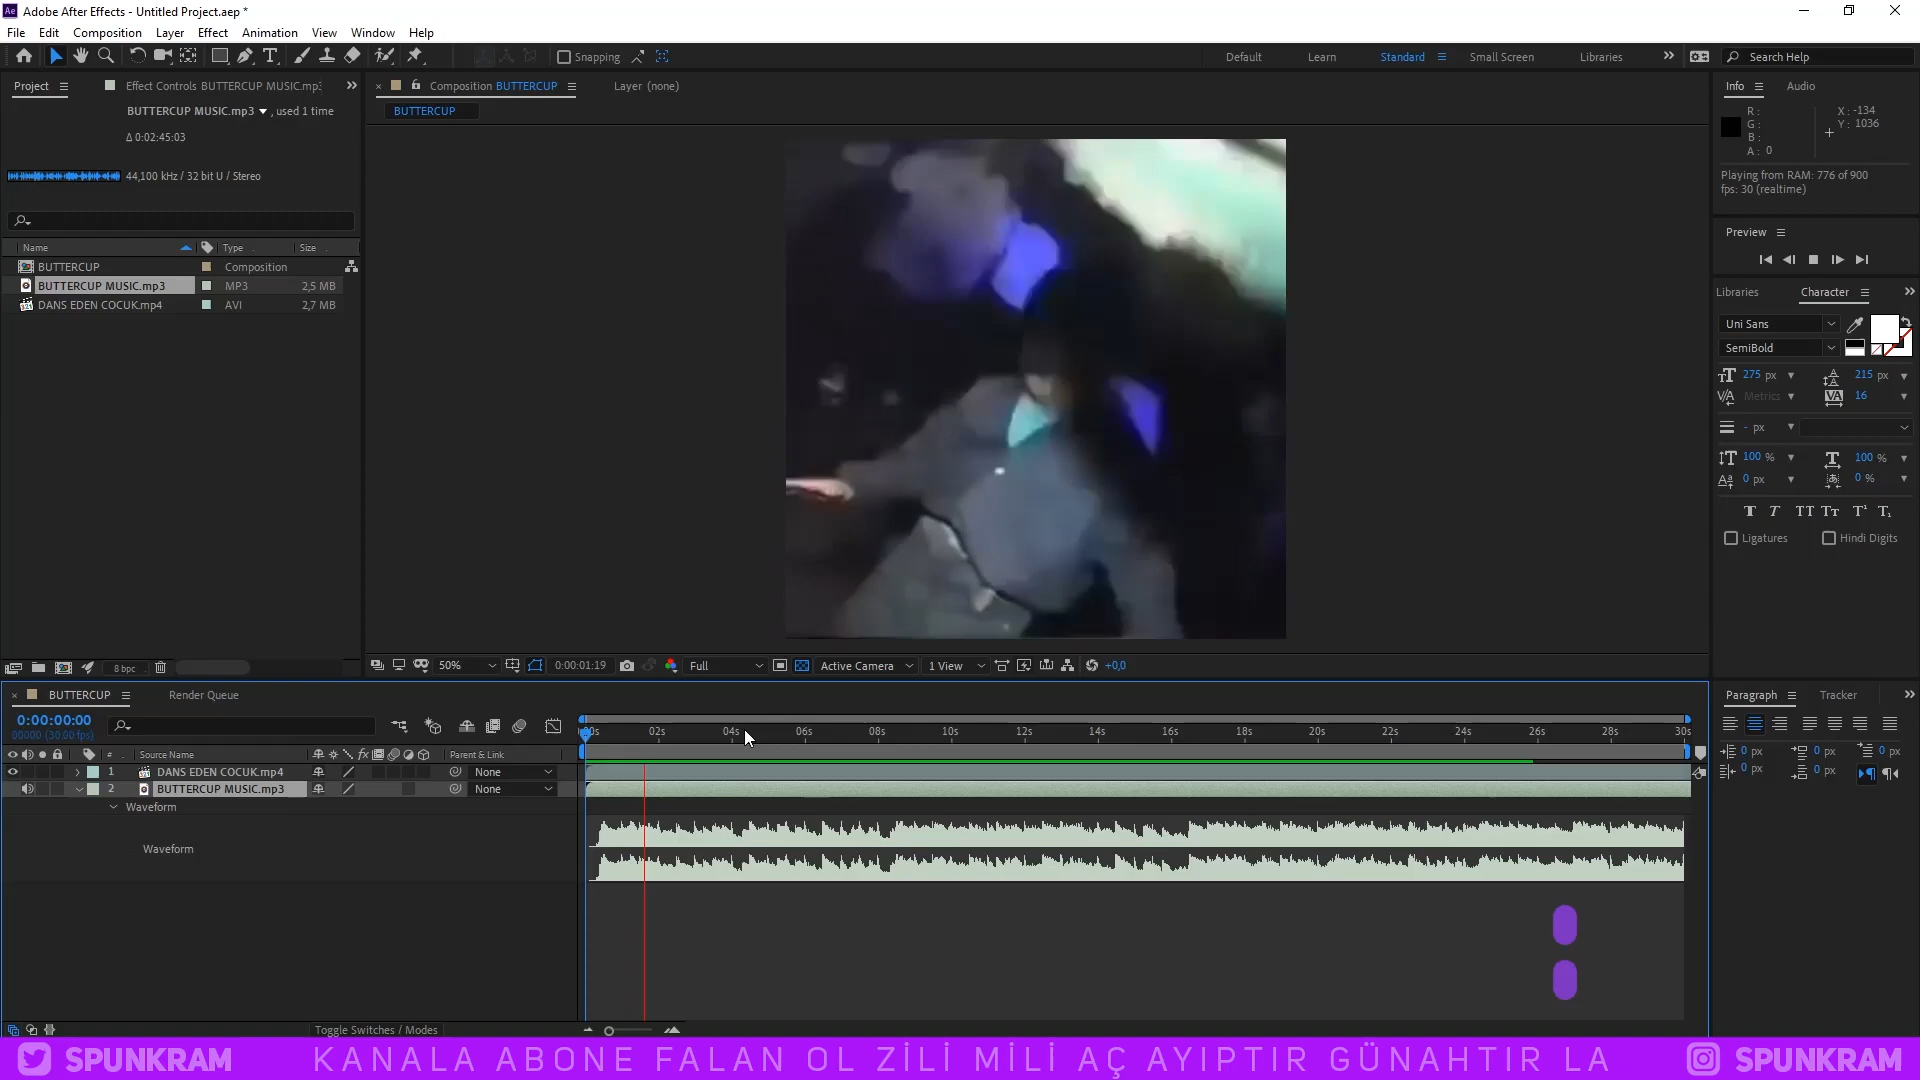 Adobe After Effects - Untitled Project.aep *
File Edit Composition Layer Effect Animation View Window Help
Snapping
Default Learn Standard Small Screen Libraries
Search Help
Project Effect Controls BUTTERCUP MUSIC.mp3
BUTTERCUP MUSIC.mp3 , used 1 time
Δ 0:02:45:03
44,100 kHz / 32 bit U / Stereo
Name Type Size
BUTTERCUP Composition
BUTTERCUP MUSIC.mp3 MP3 2,5 MB
DANS EDEN COCUK.mp4 AVI 2,7 MB
8 bpc
Composition BUTTERCUP
Layer (none)
BUTTERCUP
50% 0:00:01:19 Full Active Camera 1 View +0,0
Info Audio
R:
G:
B:
A: 0
X: -134
Y: 1036
Playing from RAM: 776 of 900
fps: 30 (realtime)
Preview
Libraries Character
Uni Sans
SemiBold
275 px 215 px
Metrics 16
- px
100 % 100 %
0 px 0 %
Ligatures Hindi Digits
Paragraph Tracker
0 px 0 px 0 px
0 px 0 px
BUTTERCUP Render Queue
0:00:00:00
00000 (30.00 fps)
# Source Name Parent & Link
1 DANS EDEN COCUK.mp4 None
2 BUTTERCUP MUSIC.mp3 None
Waveform
Waveform
02s 04s 06s 08s 10s 12s 14s 16s 18s 20s 22s 24s 26s 28s 30s
Toggle Switches / Modes
SPUNKRAM KANALA ABONE FALAN OL ZİLİ MİLİ AÇ AYIPTIR GÜNAHTIR LA SPUNKRAM